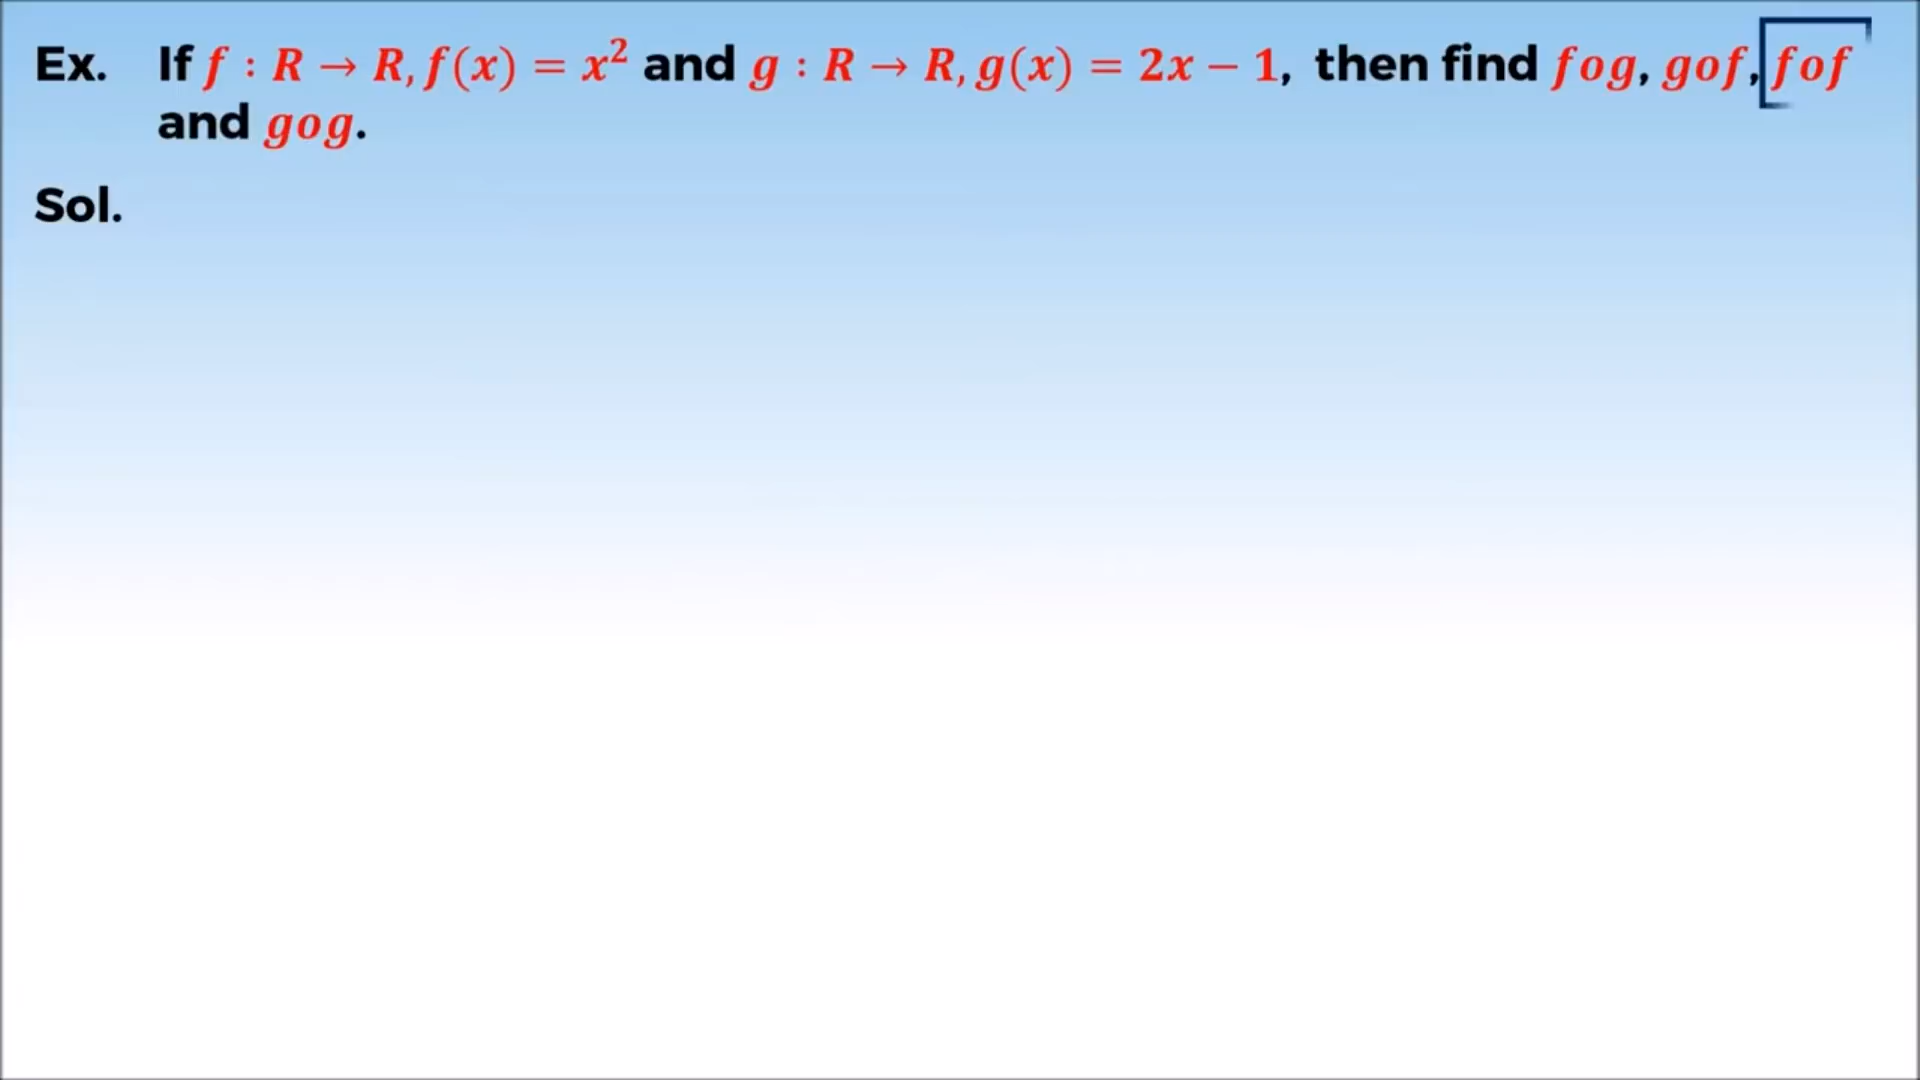 Ex. If f : R → R, f(x) = x² and g : R → R, g(x) = 2x − 1, then find fog, gof, fof
and gog.
Sol.